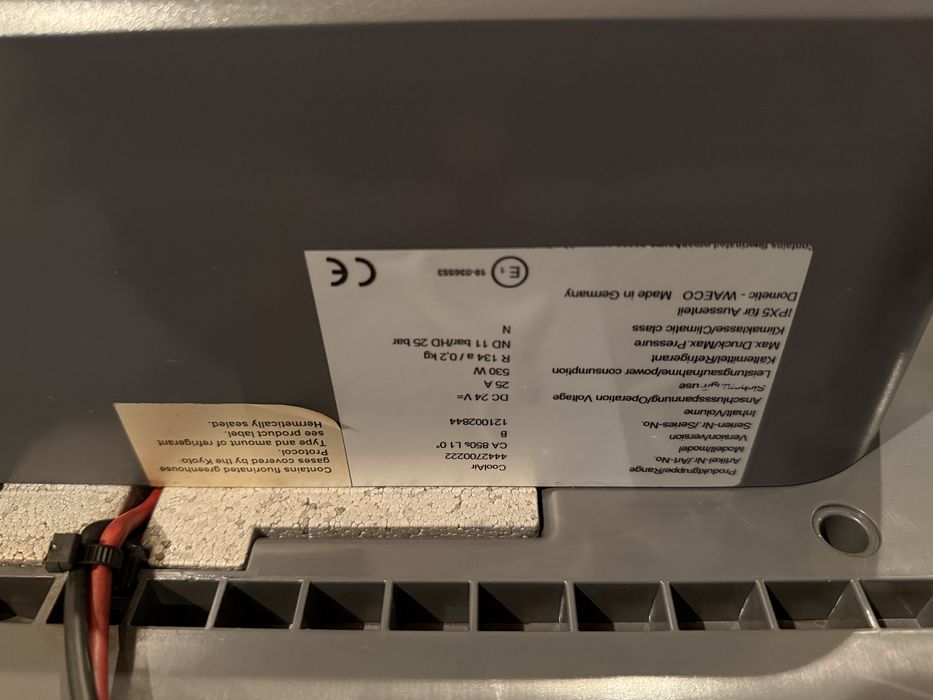 Produktgruppe/Range CoolAir
Artikel-Nr./Art-No. 4442700222
Modell/model CA 850s L1 0°
Version/version B
Serien-Nr./Series-No. 121002844
Inhalt/Volume
Anschlussspannung/Operation Voltage DC 24 V=
Sicherung/fuse 25 A
Leistungsaufnahme/power consumption 530 W
Kältemittel/Refrigerant R 134 a / 0,2 kg
Max.Druck/Max.Pressure ND 11 bar/HD 25 bar
Klimaklasse/Climatic class N
IPX5 für Aussenteil
Dometic - WAECO Made in Germany
E1 10-036553 CE
Contains fluorinated greenhouse
gases covered by the Kyoto-
Protocol.
Type and amount of refrigerant
see product label.
Hermetically sealed.